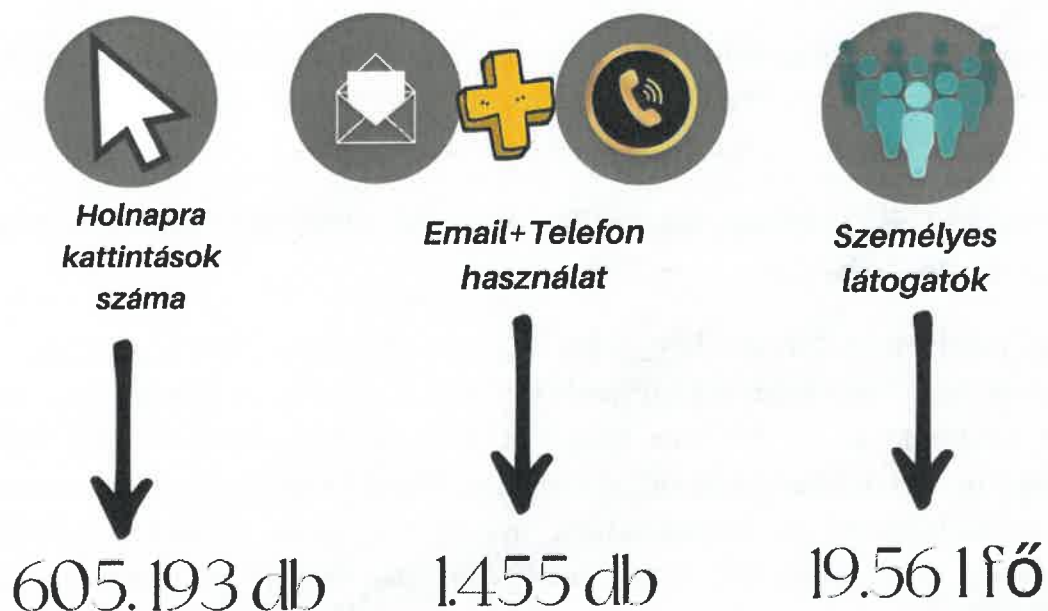 Holnapra
kattintások
száma
Email+Telefon
használat
Személyes
látogatók
605.193 db
1.455 db
19.561 fő